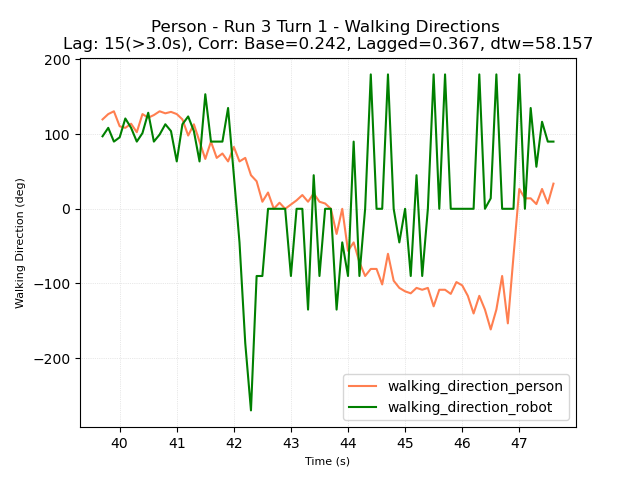 Person - Run 3 Turn 1 - Walking Directions
Lag: 15(>3.0s), Corr: Base=0.242, Lagged=0.367, dtw=58.157
200
100
0
−100
−200
Walking Direction (deg)
walking_direction_person
walking_direction_robot
40 41 42 43 44 45 46 47
Time (s)